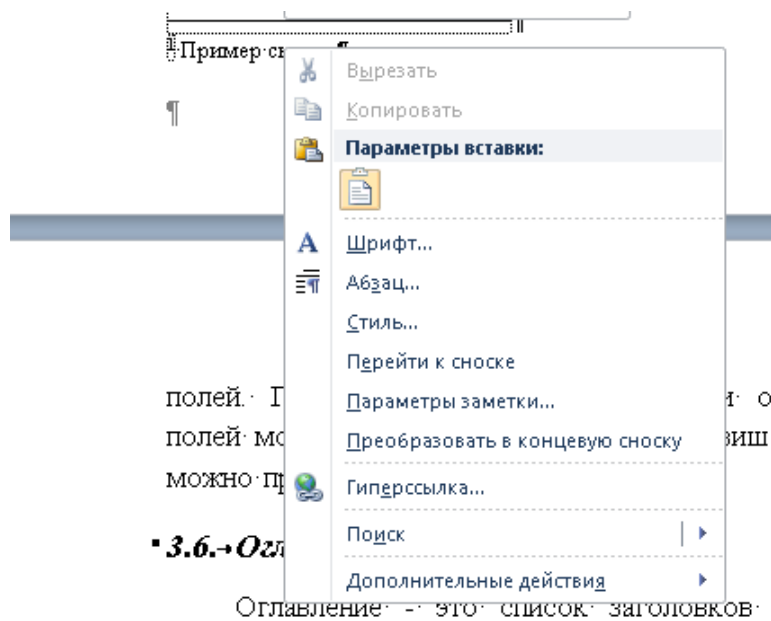 1 Пример
Вырезать
Копировать
Параметры вставки:
Шрифт...
Абзац...
Стиль...
Перейти к сноске
полей. Параметры заметки...
полей Преобразовать в концевую сноску
можно Гиперссылка...
Поиск
3.6.
Дополнительные действия
Оглавление - это список заголовков